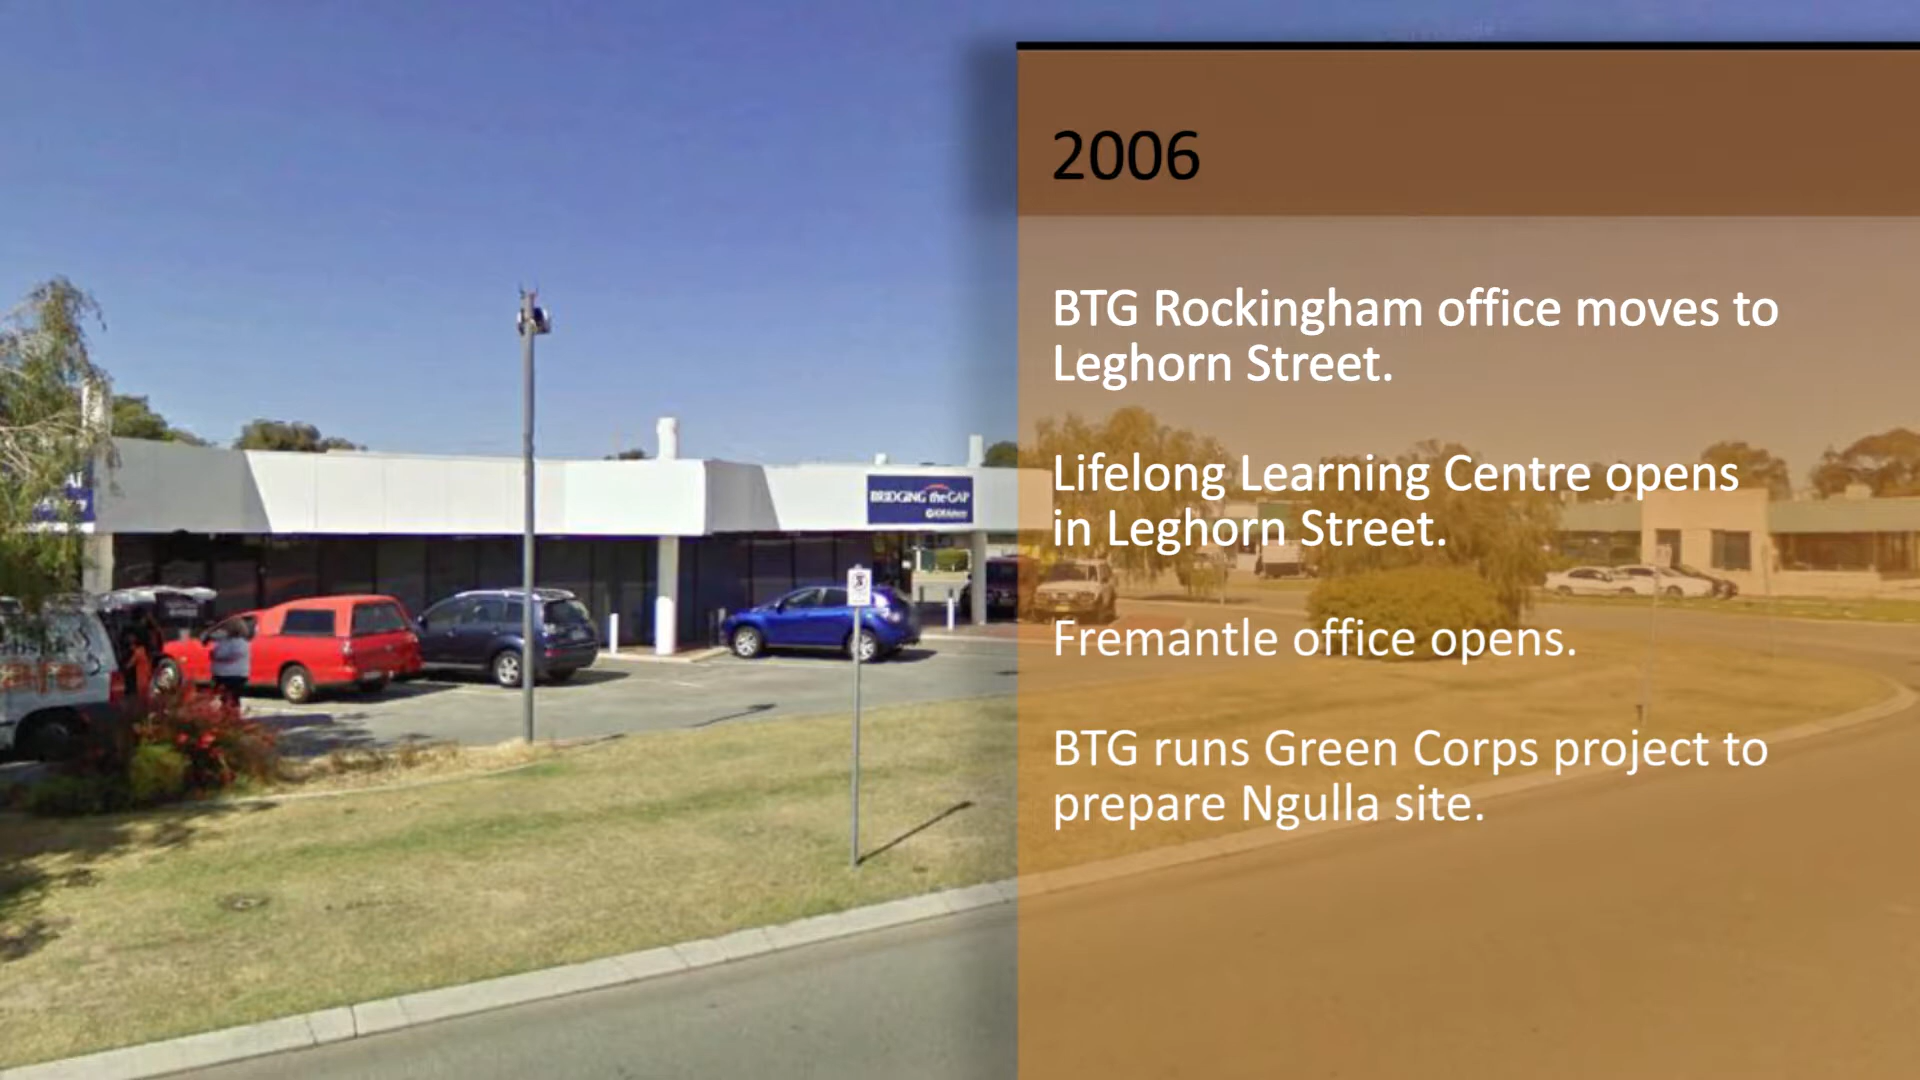 2006
BTG Rockingham office moves to
Leghorn Street.
Lifelong Learning Centre opens
in Leghorn Street.
Fremantle office opens.
BTG runs Green Corps project to
prepare Ngulla site.
BRIDGING the GAP